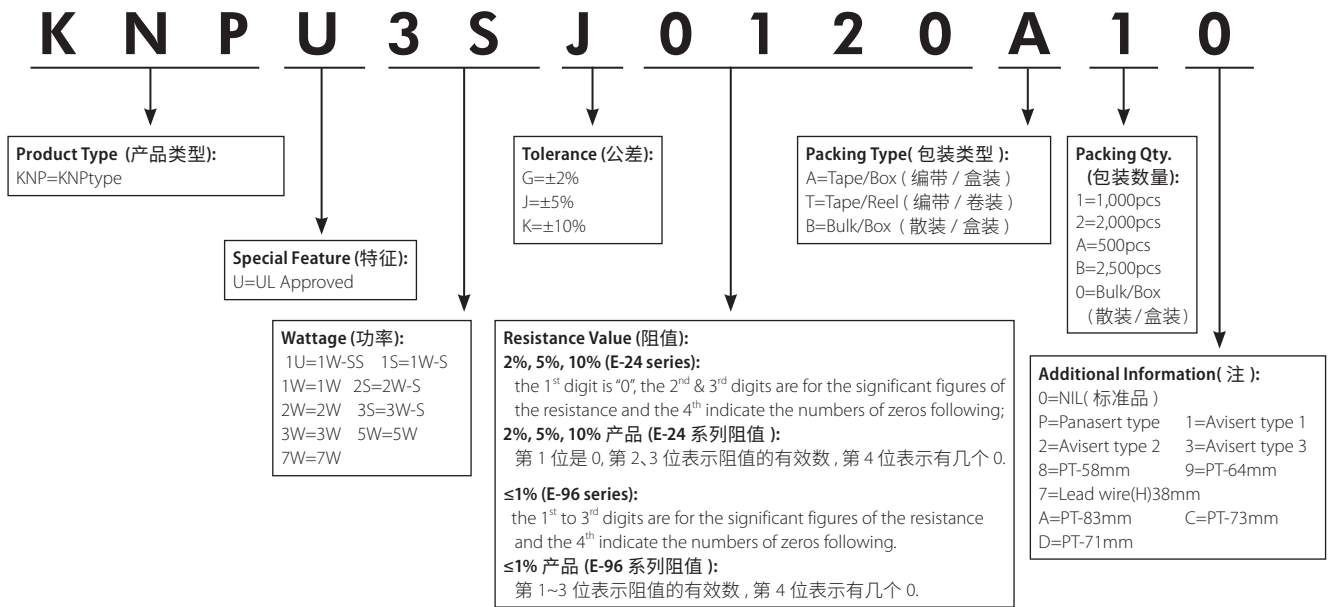 K N P U 3 S J 0 1 2 0 A 1 0
Product Type (产品类型):
KNP=KNPtype
Special Feature (特征):
U=UL Approved
Wattage (功率):
1U=1W-SS 1S=1W-S
1W=1W 2S=2W-S
2W=2W 3S=3W-S
3W=3W 5W=5W
7W=7W
Tolerance (公差):
G=±2%
J=±5%
K=±10%
Resistance Value (阻值):
2%, 5%, 10% (E-24 series):
the 1st digit is “0”, the 2nd & 3rd digits are for the significant figures of
the resistance and the 4th indicate the numbers of zeros following;
2%, 5%, 10% 产品 (E-24 系列阻值 ):
第 1 位是 0, 第 2、3 位表示阻值的有效数 , 第 4 位表示有几个 0.
≤1% (E-96 series):
the 1st to 3rd digits are for the significant figures of the resistance
and the 4th indicate the numbers of zeros following.
≤1% 产品 (E-96 系列阻值 ):
第 1~3 位表示阻值的有效数 , 第 4 位表示有几个 0.
Packing Type( 包装类型 ):
A=Tape/Box ( 编带 / 盒装 )
T=Tape/Reel ( 编带 / 卷装 )
B=Bulk/Box ( 散装 / 盒装 )
Packing Qty.
(包装数量):
1=1,000pcs
2=2,000pcs
A=500pcs
B=2,500pcs
0=Bulk/Box
(散装/盒装)
Additional Information( 注 ):
0=NIL( 标准品 )
P=Panasert type 1=Avisert type 1
2=Avisert type 2 3=Avisert type 3
8=PT-58mm 9=PT-64mm
7=Lead wire(H)38mm
A=PT-83mm C=PT-73mm
D=PT-71mm